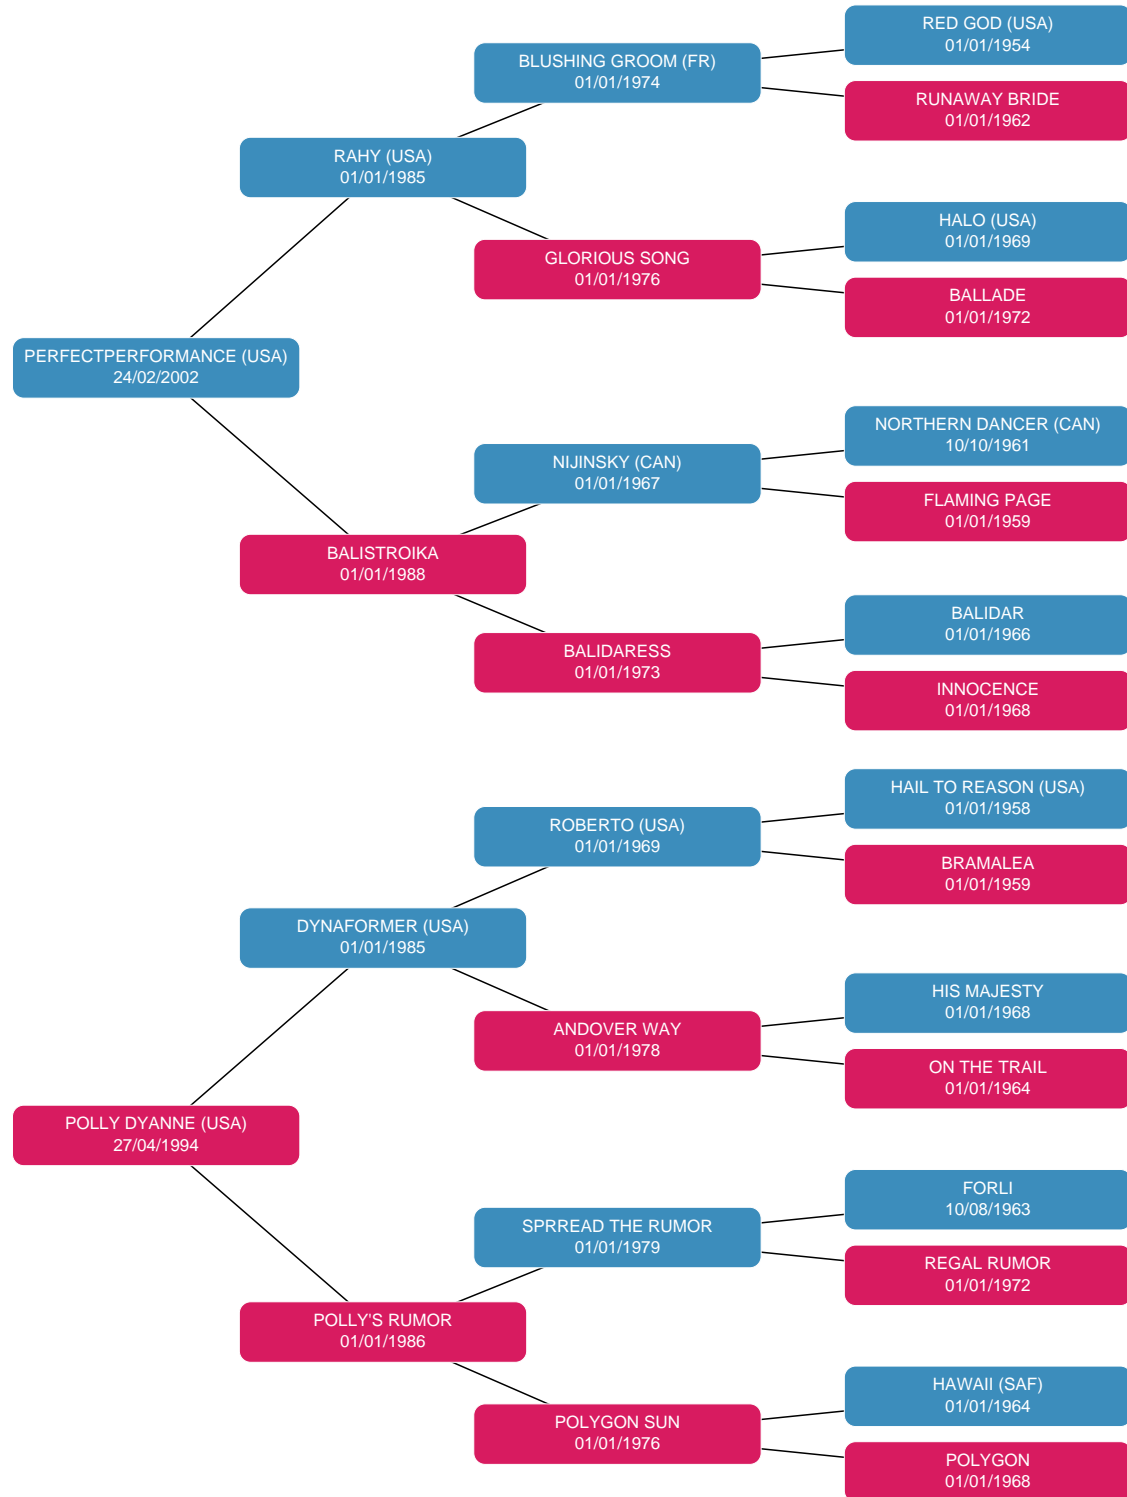 RED GOD (USA)
01/01/1954
BLUSHING GROOM (FR)
01/01/1974
RUNAWAY BRIDE
01/01/1962
RAHY (USA)
01/01/1985
HALO (USA)
01/01/1969
GLORIOUS SONG
01/01/1976
BALLADE
01/01/1972
PERFECTPERFORMANCE (USA)
24/02/2002
NORTHERN DANCER (CAN)
10/10/1961
NIJINSKY (CAN)
01/01/1967
FLAMING PAGE
01/01/1959
BALISTROIKA
01/01/1988
BALIDAR
01/01/1966
BALIDARESS
01/01/1973
INNOCENCE
01/01/1968
HAIL TO REASON (USA)
01/01/1958
ROBERTO (USA)
01/01/1969
BRAMALEA
01/01/1959
DYNAFORMER (USA)
01/01/1985
HIS MAJESTY
01/01/1968
ANDOVER WAY
01/01/1978
ON THE TRAIL
01/01/1964
POLLY DYANNE (USA)
27/04/1994
FORLI
10/08/1963
SPRREAD THE RUMOR
01/01/1979
REGAL RUMOR
01/01/1972
POLLY'S RUMOR
01/01/1986
HAWAII (SAF)
01/01/1964
POLYGON SUN
01/01/1976
POLYGON
01/01/1968